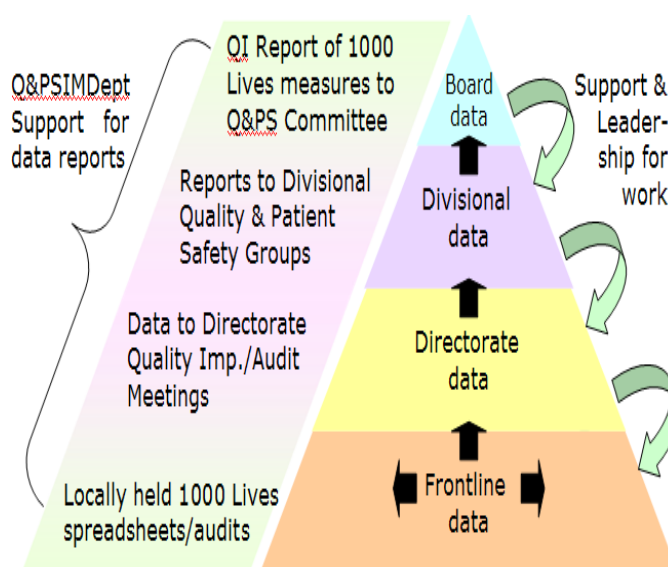 Q&PSIMDept
Support for
data reports
QI Report of 1000
Lives measures to
Q&PS Committee
Reports to Divisional
Quality & Patient
Safety Groups
Data to Directorate
Quality Imp./Audit
Meetings
Locally held 1000 Lives
spreadsheets/audits
Board
data
Divisional
data
Directorate
data
Frontline
data
Support &
Leader-
ship for
work